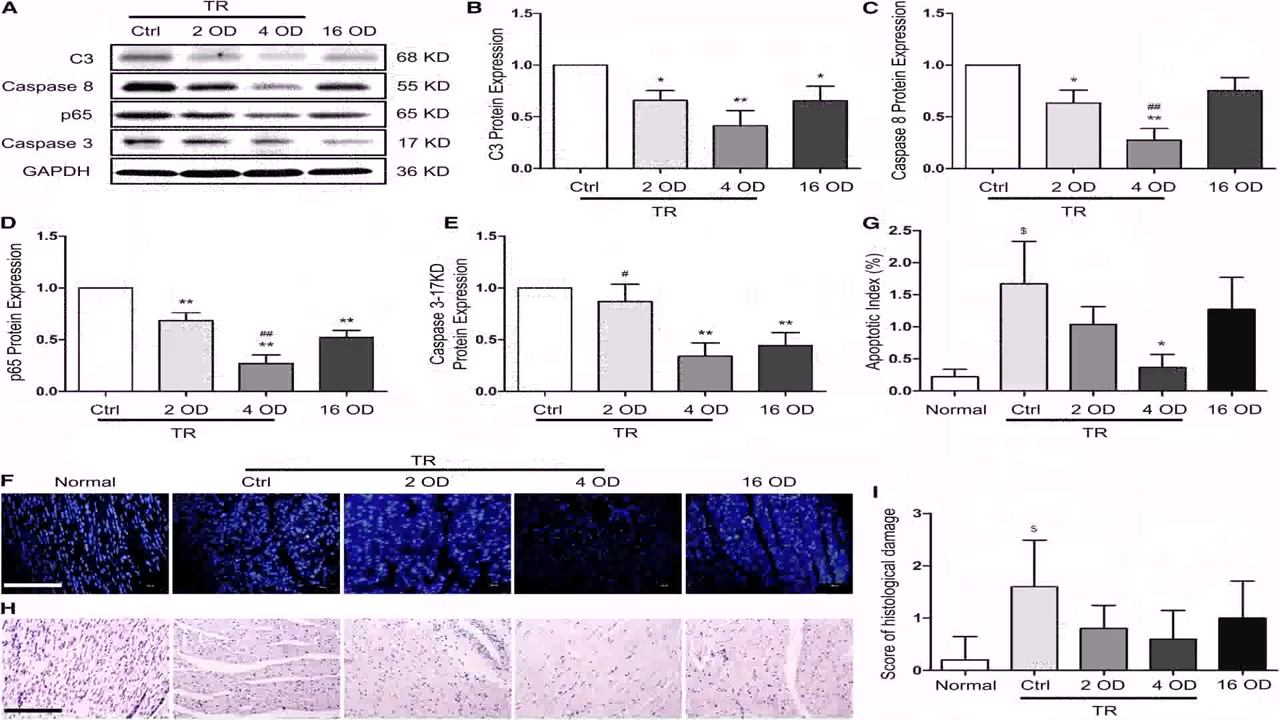 A
TR
Ctrl 2 OD 4 OD 16 OD
C3 68 KD
Caspase 8 55 KD
p65 65 KD
Caspase 3 17 KD
GAPDH 36 KD
B
C3 Protein Expression
1.5
1.0
0.5
0.0
*
**
*
Ctrl 2 OD 4 OD 16 OD
TR
C
Caspase 8 Protein Expression
1.5
1.0
0.5
0.0
*
##
**
Ctrl 2 OD 4 OD 16 OD
TR
D
p65 Protein Expression
1.5
1.0
0.5
0.0
**
##
**
**
Ctrl 2 OD 4 OD 16 OD
TR
E
Caspase 3-17KD
Protein Expression
1.5
1.0
0.5
0.0
#
**
**
Ctrl 2 OD 4 OD 16 OD
TR
G
Apoptotic Index (%)
2.5
2.0
1.5
1.0
0.5
0.0
$
*
Normal Ctrl 2 OD 4 OD 16 OD
TR
F
TR
Normal Ctrl 2 OD 4 OD 16 OD
H
I
Score of histological damage
3
2
1
0
$
Normal Ctrl 2 OD 4 OD 16 OD
TR